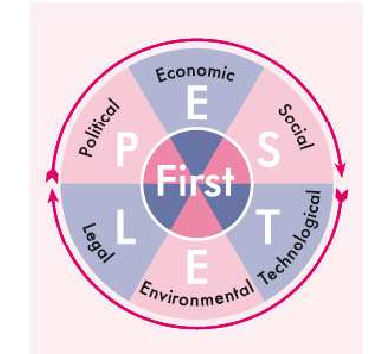 Political
P
Economic
E
Social
S
Technological
T
Environmental
E
Legal
L
First